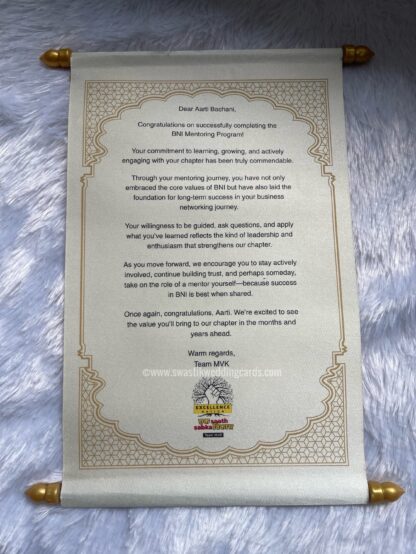 Dear Aarti Bachani,
Congratulations on successfully completing the
BNI Mentoring Program!
Your commitment to learning, growing, and actively
engaging with your chapter has been truly commendable.
Through your mentoring journey, you have not only
embraced the core values of BNI but have also laid the
foundation for long-term success in your business
networking journey.
Your willingness to be guided, ask questions, and apply
what you've learned reflects the kind of leadership and
enthusiasm that strengthens our chapter.
As you move forward, we encourage you to stay actively
involved, continue building trust, and perhaps someday,
take on the role of a mentor yourself—because success
in BNI is best when shared.
Once again, congratulations, Aarti. We're excited to see
the value you'll bring to our chapter in the months and
years ahead.
Warm regards,
Team MVK
©www.swastikweddingcards.com
EXCELLENCE
saath
sabka